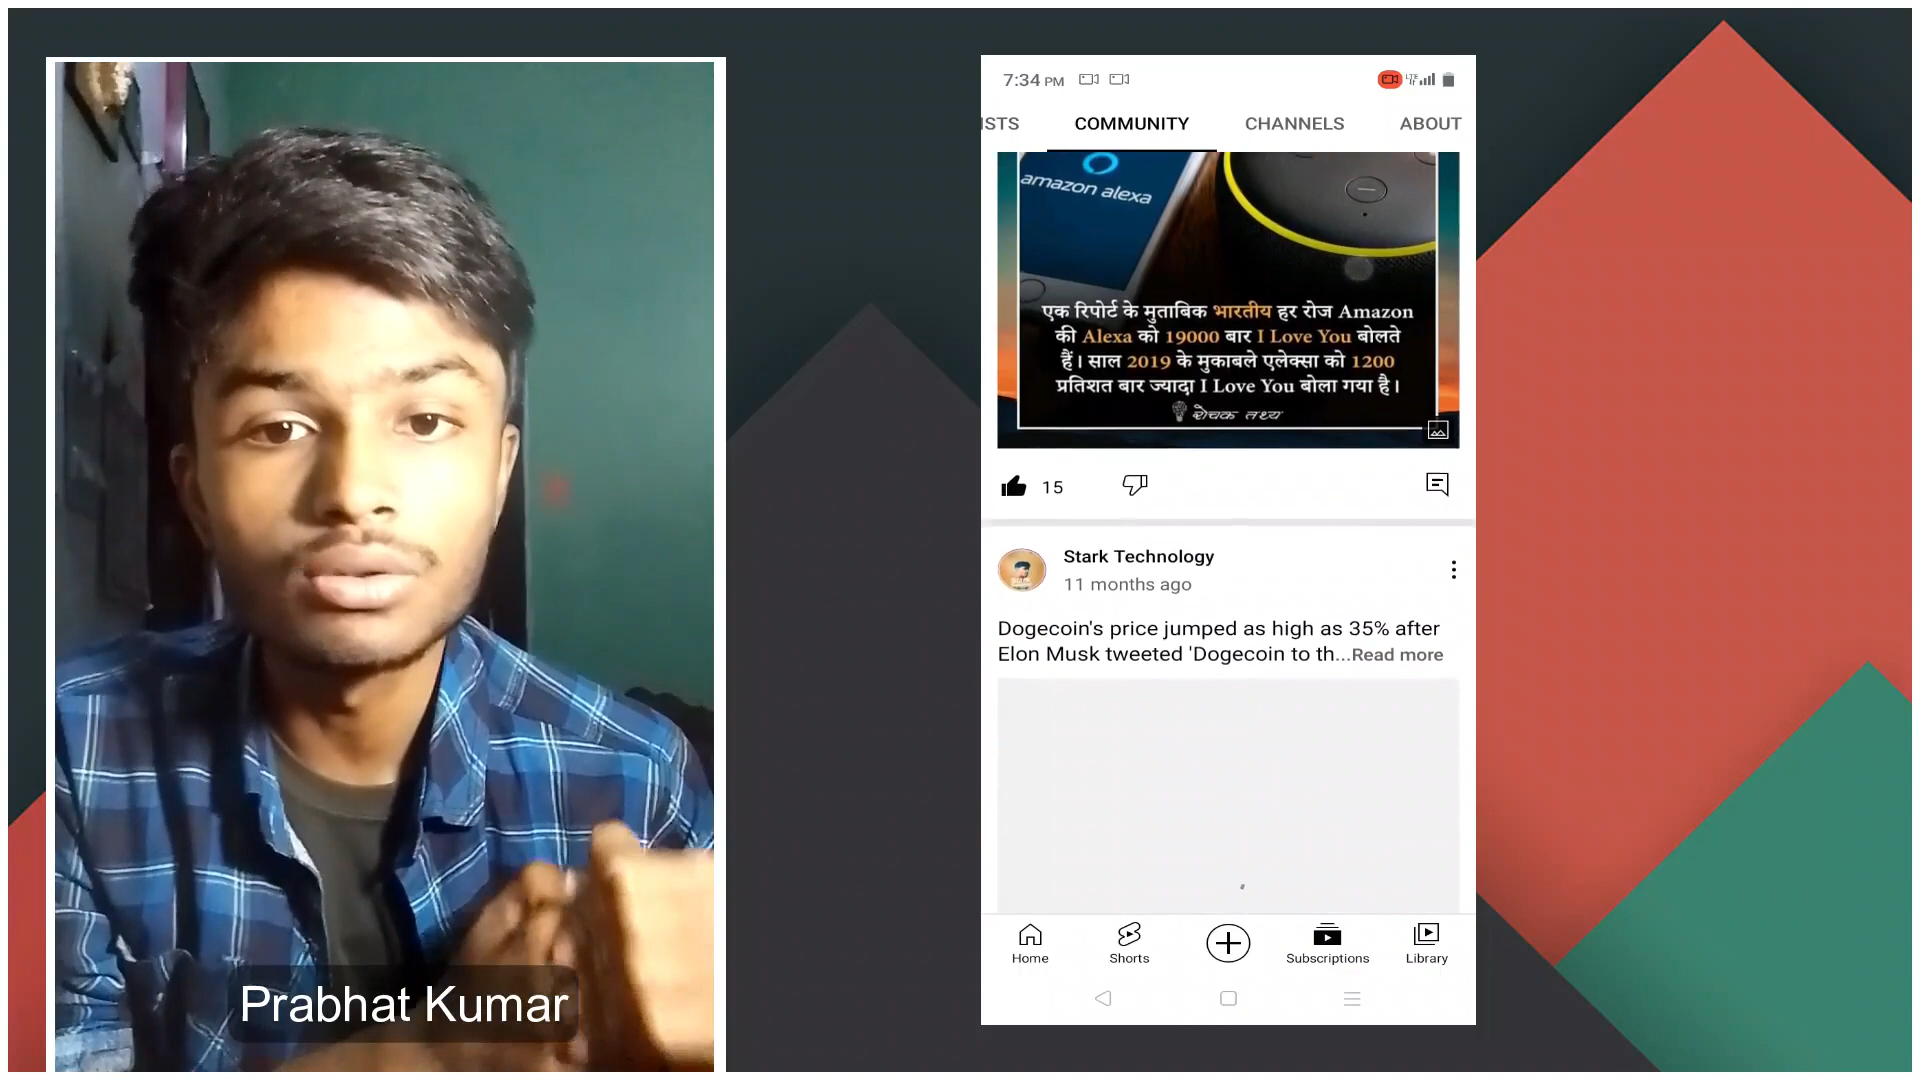 Prabhat Kumar
7:34 PM
LTE
ISTS COMMUNITY CHANNELS ABOUT
amazon alexa
एक रिपोर्ट के मुताबिक भारतीय हर रोज Amazon
की Alexa को 19000 बार I Love You बोलते
हैं। साल 2019 के मुकाबले एलेक्सा को 1200
प्रतिशत बार ज्यादा I Love You बोला गया है।
रोचक तथ्य
15
Stark Technology
11 months ago
Dogecoin's price jumped as high as 35% after
Elon Musk tweeted 'Dogecoin to th...Read more
Home Shorts Subscriptions Library